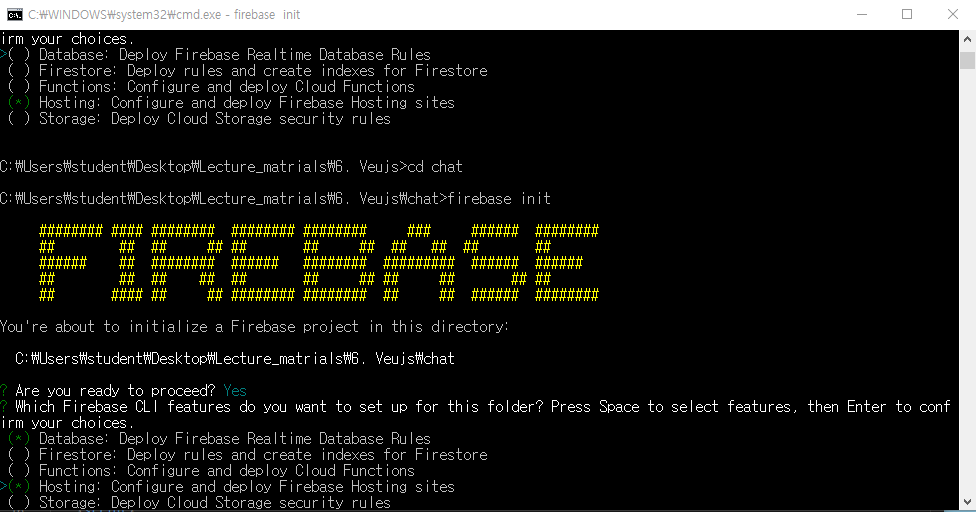 C:₩WINDOWS₩system32₩cmd.exe - firebase  init
irm your choices.
>( ) Database: Deploy Firebase Realtime Database Rules
( ) Firestore: Deploy rules and create indexes for Firestore
( ) Functions: Configure and deploy Cloud Functions
(*) Hosting: Configure and deploy Firebase Hosting sites
( ) Storage: Deploy Cloud Storage security rules
C:₩Users₩student₩Desktop₩Lecture_matrials₩6. Veujs>cd chat
C:₩Users₩student₩Desktop₩Lecture_matrials₩6. Veujs₩chat>firebase init
FIREBASE
You're about to initialize a Firebase project in this directory:
C:₩Users₩student₩Desktop₩Lecture_matrials₩6. Veujs₩chat
? Are you ready to proceed? Yes
? Which Firebase CLI features do you want to set up for this folder? Press Space to select features, then Enter to conf
irm your choices.
(*) Database: Deploy Firebase Realtime Database Rules
( ) Firestore: Deploy rules and create indexes for Firestore
( ) Functions: Configure and deploy Cloud Functions
>(*) Hosting: Configure and deploy Firebase Hosting sites
( ) Storage: Deploy Cloud Storage security rules